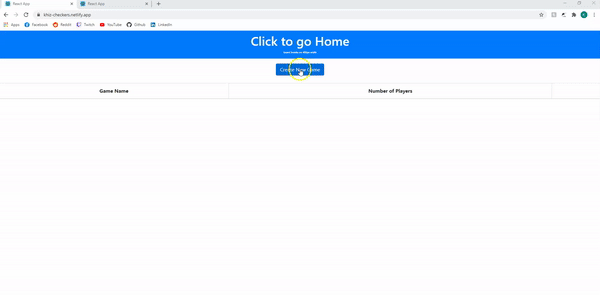 React App
React App
khiz-checkers.netlify.app
Apps
Facebook
Reddit
Twitch
YouTube
Github
LinkedIn
Click to go Home
Create New Game
Game Name
Number of Players